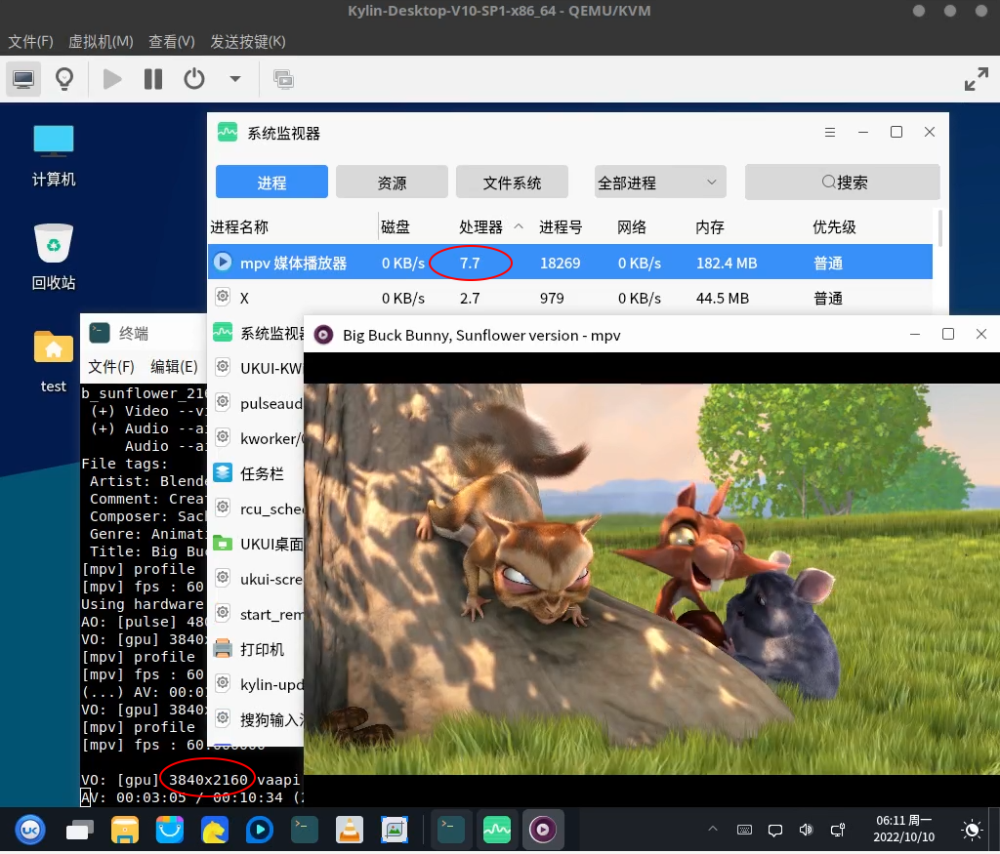 Kylin-Desktop-V10-SP1-x86_64 - QEMU/KVM
文件(F) 虚拟机(M) 查看(V) 发送按键(K)
计算机
回收站
test
系统监视器
进程 资源 文件系统 全部进程 搜索
进程名称 磁盘 处理器 进程号 网络 内存 优先级
mpv 媒体播放器 0 KB/s 7.7 18269 0 KB/s 182.4 MB 普通
X 0 KB/s 2.7 979 0 KB/s 44.5 MB 普通
系统监视器
UKUI-KWi
pulseaud
kworker/
任务栏
rcu_sche
UKUI桌面
ukui-scre
start_rem
打印机
kylin-upd
搜狗输入
终端
文件(F) 编辑(E)
b_sunflower_216
(+) Video --v
(+) Audio --a
Audio --a
File tags:
Artist: Blende
Comment: Creat
Composer: Sach
Genre: Animati
Title: Big Bu
[mpv] profile
[mpv] fps : 60
Using hardware
AO: [pulse] 480
VO: [gpu] 3840
[mpv] profile
[mpv] fps : 60
(...) AV: 00:0
VO: [gpu] 3840
[mpv] profile
[mpv] fps : 60.000000
VO: [gpu] 3840x2160 vaapi
AV: 00:03:05 / 00:10:34 (
Big Buck Bunny, Sunflower version - mpv
06:11 周一
2022/10/10